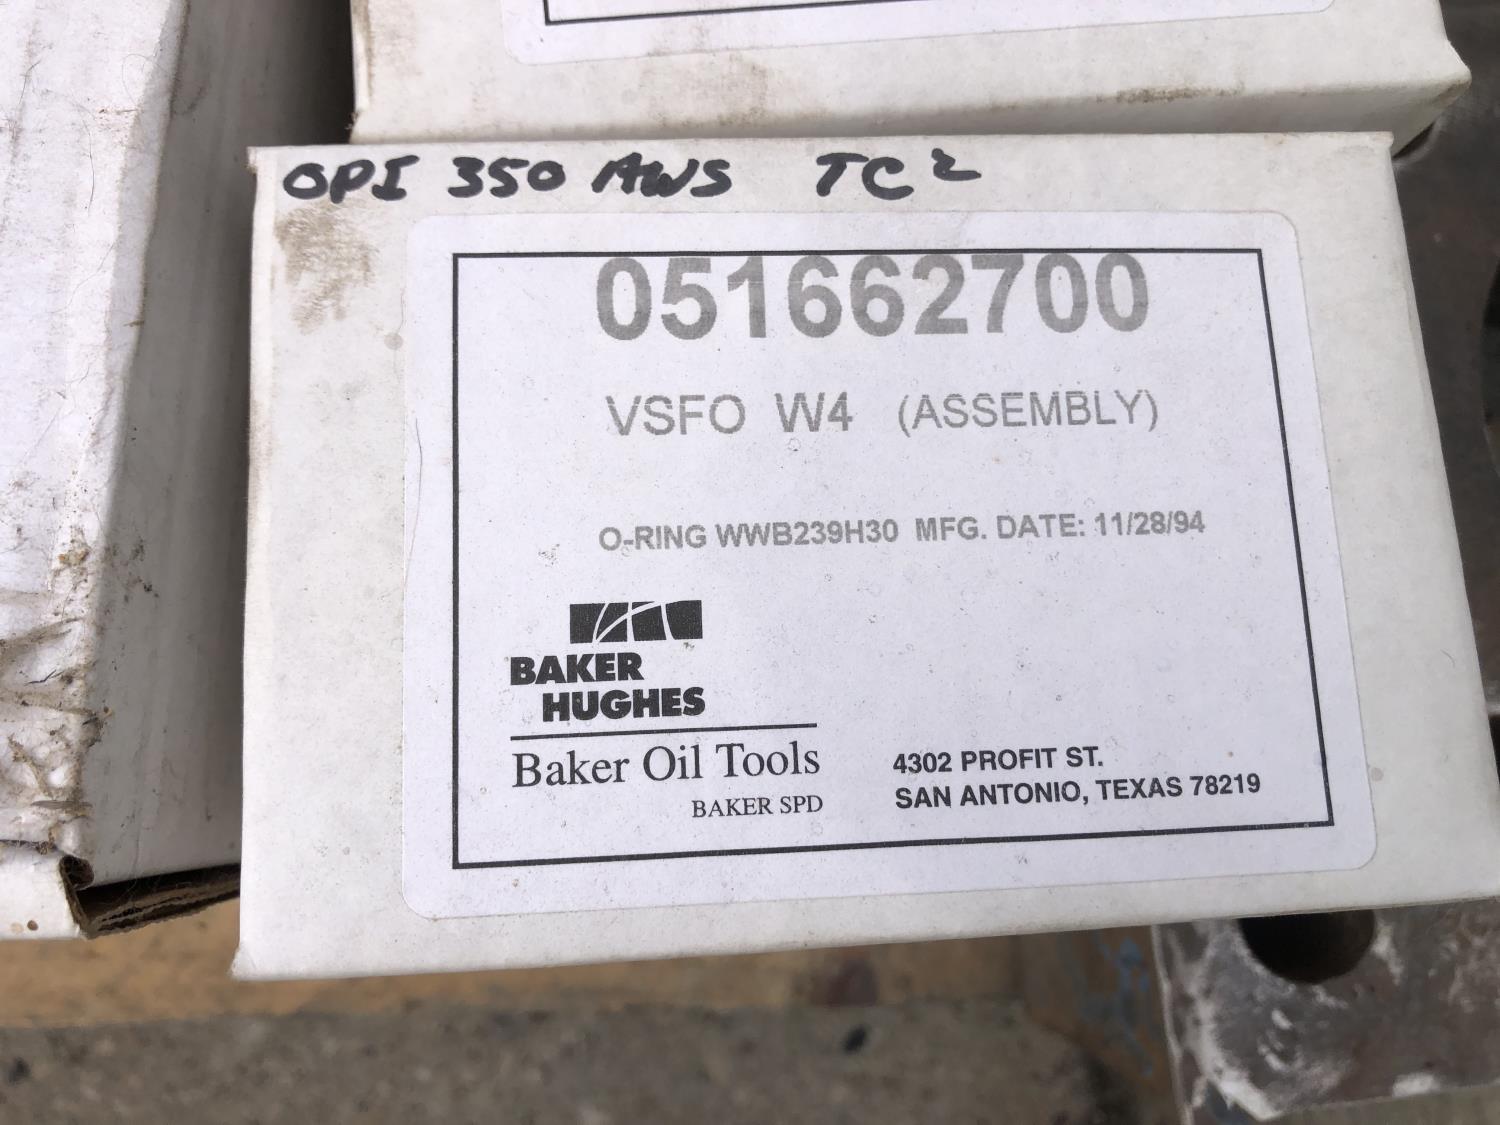 OPI 350 AWS TC2
051662700
VSFO W4 (ASSEMBLY)
O-RING WWB239H30 MFG. DATE: 11/28/94
BAKER
HUGHES
Baker Oil Tools
BAKER SPD
4302 PROFIT ST.
SAN ANTONIO, TEXAS 78219